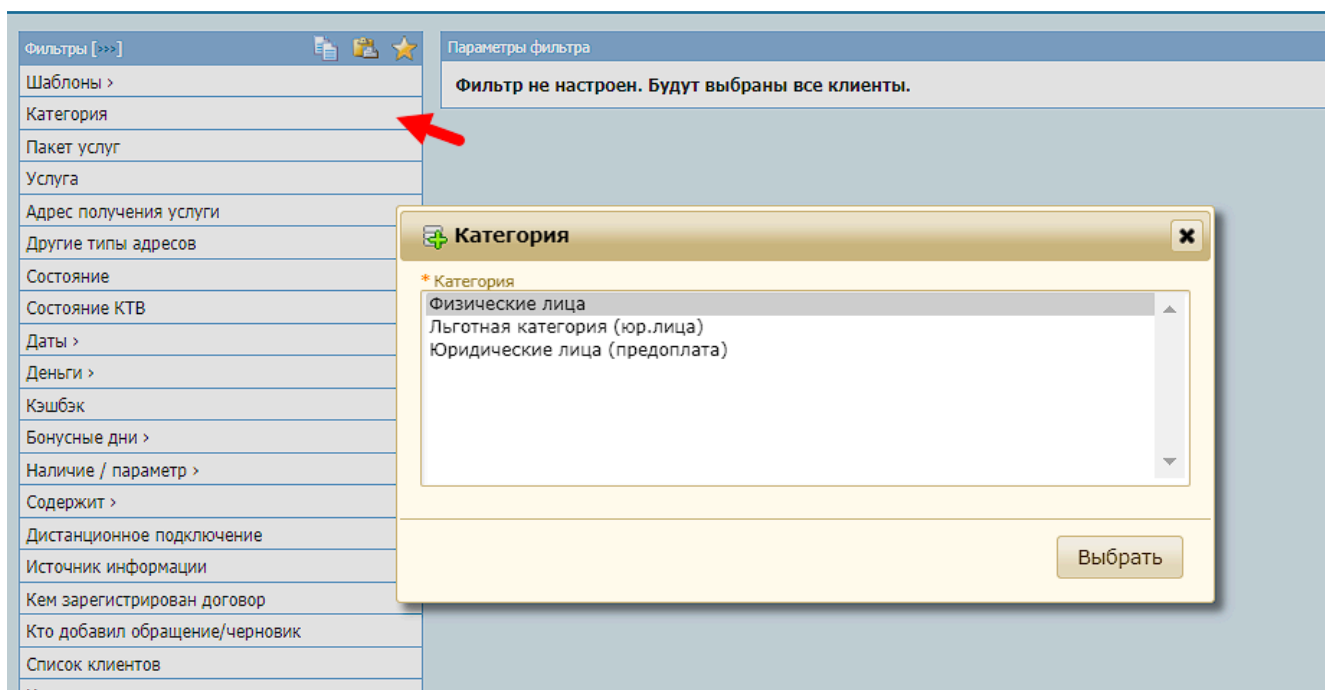 Фильтры [>>>]
Параметры фильтра
Фильтр не настроен. Будут выбраны все клиенты.
Шаблоны >
Категория
Пакет услуг
Услуга
Адрес получения услуги
Другие типы адресов
Состояние
Состояние КТВ
Даты >
Деньги >
Кэшбэк
Бонусные дни >
Наличие / параметр >
Содержит >
Дистанционное подключение
Источник информации
Кем зарегистрирован договор
Кто добавил обращение/черновик
Список клиентов
Категория
* Категория
Физические лица
Льготная категория (юр.лица)
Юридические лица (предоплата)
Выбрать